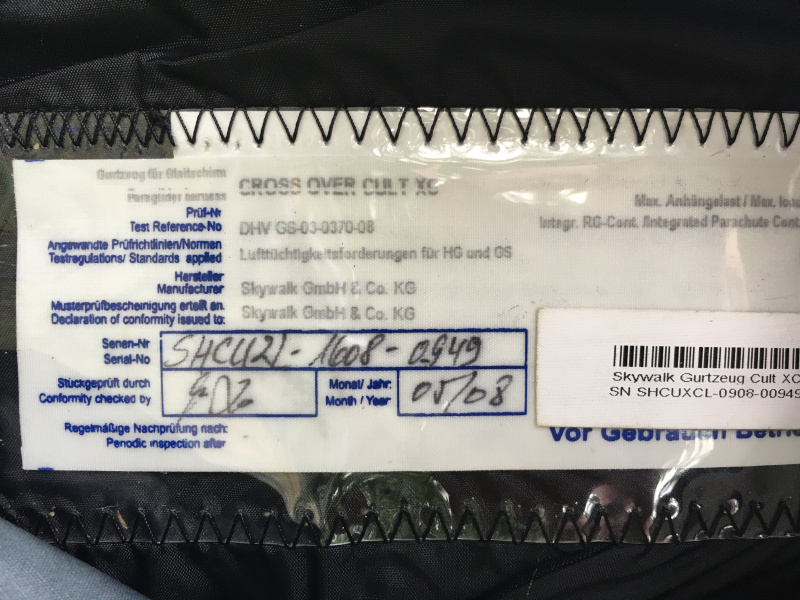 Gurtzeug für Gleitschirm
Paraglider harness CROSS OVER CULT XC
Max. Anhängelast / Max. load
Prüf-Nr
Test Reference-No DHV GS-03-0370-08
Integr. RG-Cont. /Integrated Parachute Cont.
Angewandte Prüfrichtlinien/Normen
Testregulations/ Standards applied Lufttüchtigkeitsforderungen für HG und GS
Hersteller
Manufacturer Skywalk GmbH & Co. KG
Musterprüfbescheinigung erteilt an.
Declaration of conformity issued to: Skywalk GmbH & Co. KG
Serien-Nr
Serial-No SHCU2L-1608-0949
Stückgeprüft durch
Conformity checked by
Monat/ Jahr:
Month / Year: 05/08
Regelmäßige Nachprüfung nach:
Periodic inspection after
Skywalk Gurtzeug Cult XC
SN SHCUXCL-0908-00949
Vor Gebrauch